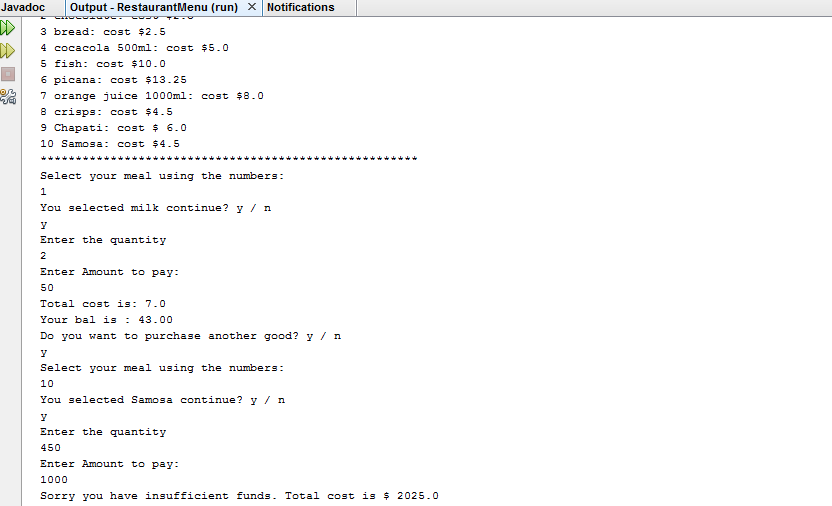 Javadoc Output - RestaurantMenu (run) × Notifications
3 bread: cost $2.5
4 cocacola 500ml: cost $5.0
5 fish: cost $10.0
6 picana: cost $13.25
7 orange juice 1000ml: cost $8.0
8 crisps: cost $4.5
9 Chapati: cost $ 6.0
10 Samosa: cost $4.5
******************************************************
Select your meal using the numbers:
1
You selected milk continue? y / n
y
Enter the quantity
2
Enter Amount to pay:
50
Total cost is: 7.0
Your bal is : 43.00
Do you want to purchase another good? y / n
y
Select your meal using the numbers:
10
You selected Samosa continue? y / n
y
Enter the quantity
450
Enter Amount to pay:
1000
Sorry you have insufficient funds. Total cost is $ 2025.0